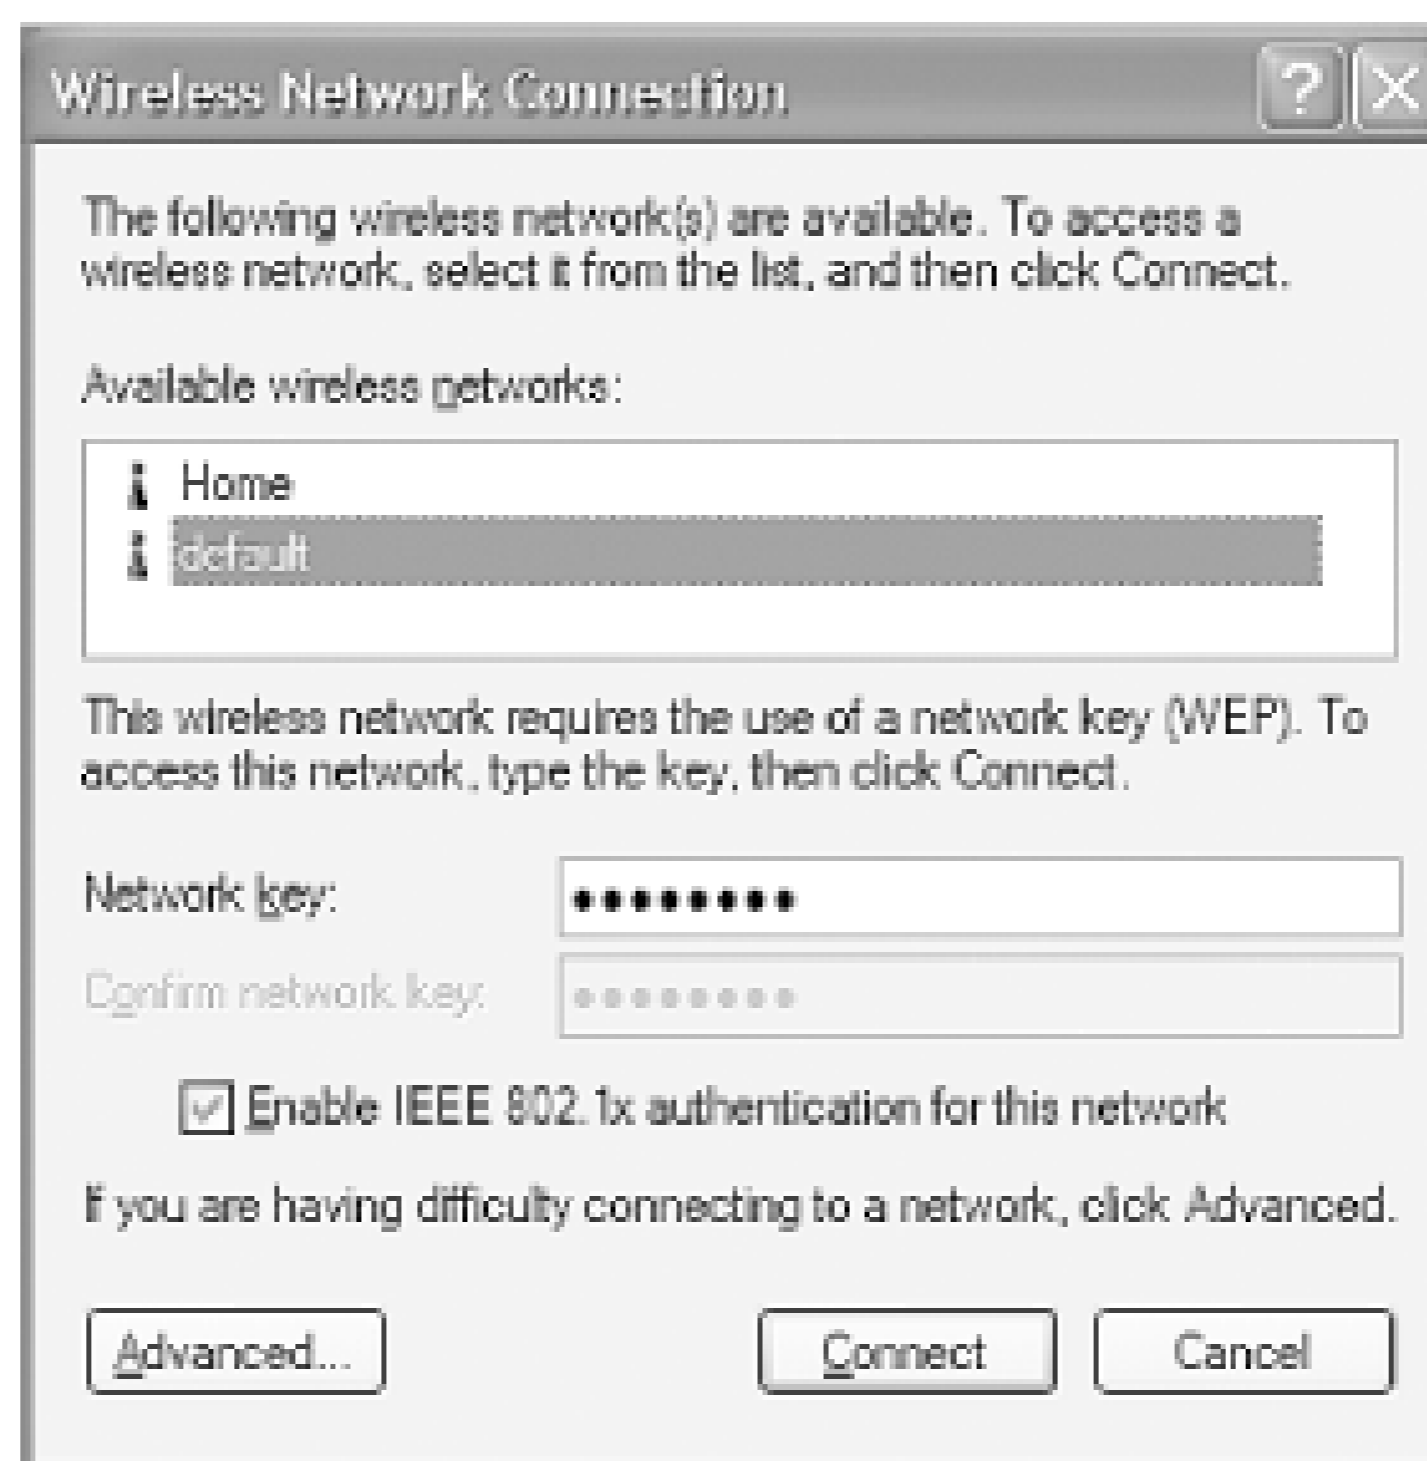 Wireless Network Connection
The following wireless network(s) are available. To access a
wireless network, select it from the list, and then click Connect.
Available wireless networks:
Home
default
This wireless network requires the use of a network key (WEP). To
access this network, type the key, then click Connect.
Network key: ••••••••
Confirm network key: ••••••••
Enable IEEE 802.1x authentication for this network
If you are having difficulty connecting to a network, click Advanced.
Advanced... Connect Cancel